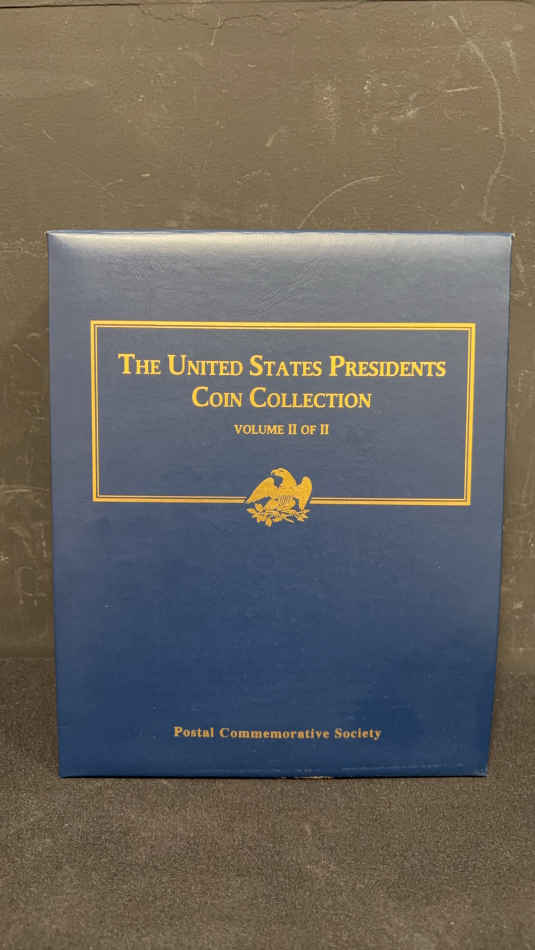 The United States Presidents
Coin Collection
VOLUME II OF II
Postal Commemorative Society